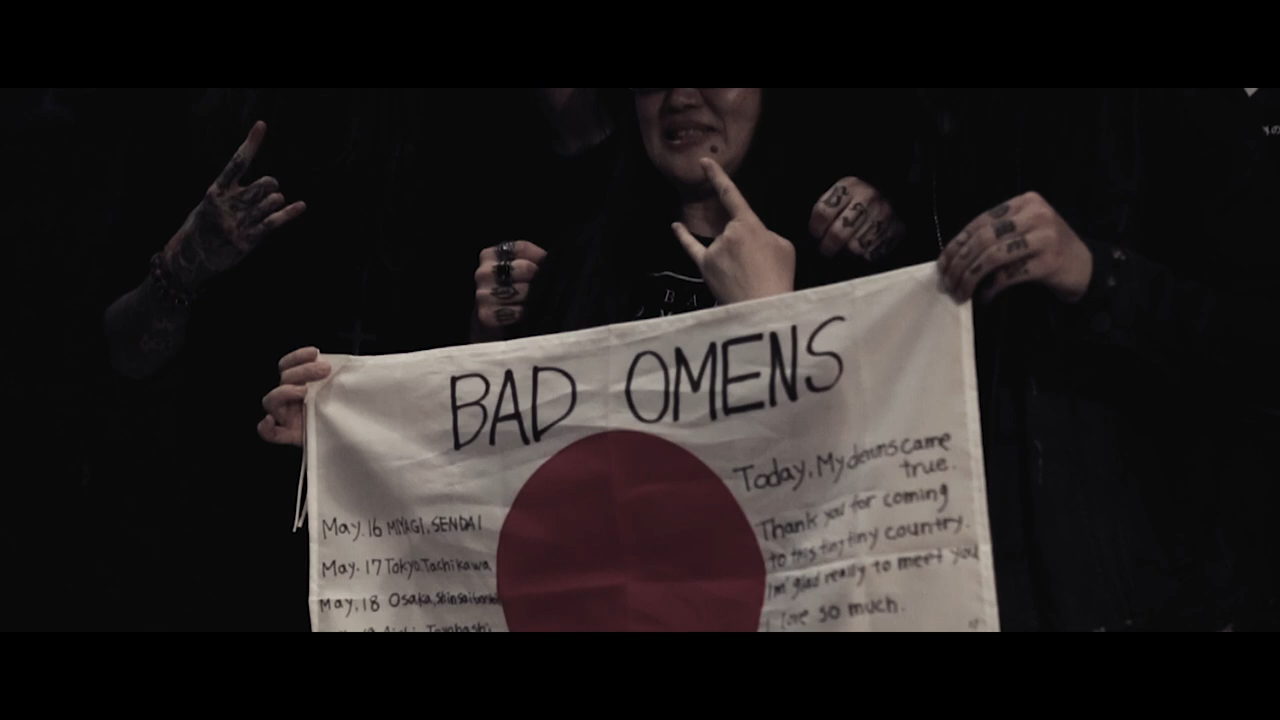 BA
BAD OMENS
May.16 MIYAGI, SENDAI
May.17 Tokyo, Tachikawa
May.18 Osaka,
Today, My
came
true.
Thank you for coming
to this tiny tiny country.
I'm glad really to meet you
I love so much.